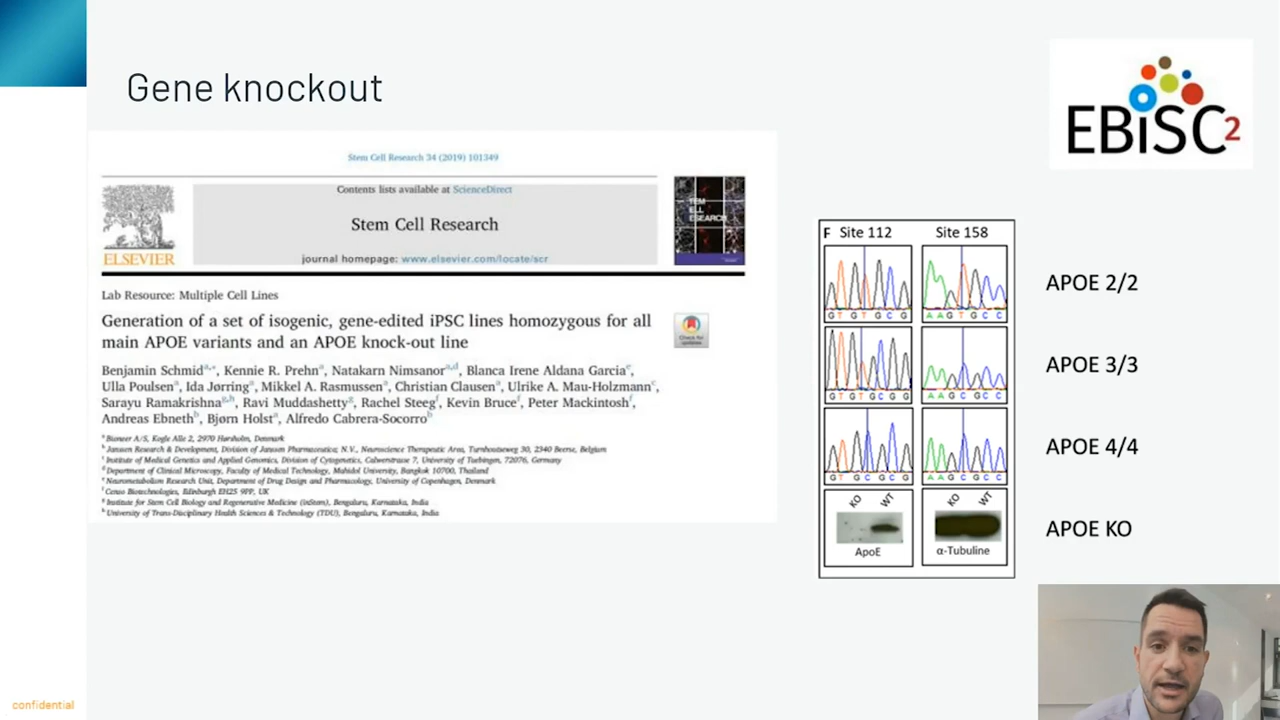 Gene knockout
EBiSC2
Stem Cell Research 34 (2019) 101349
Contents lists available at ScienceDirect
Stem Cell Research
ELSEVIER
journal homepage: www.elsevier.com/locate/scr
Lab Resource: Multiple Cell Lines
Generation of a set of isogenic, gene-edited iPSC lines homozygous for all
main APOE variants and an APOE knock-out line
Check for
updates
Benjamin Schmid a,*, Kennie R. Prehn a, Natakarn Nimsanor a,d, Blanca Irene Aldana Garcia e,
Ulla Poulsen a, Ida Jørring a, Mikkel A. Rasmussen a, Christian Clausen a, Ulrike A. Mau-Holzmann c,
Sarayu Ramakrishna g,h, Ravi Muddashetty g, Rachel Steeg f, Kevin Bruce f, Peter Mackintosh f,
Andreas Ebneth b, Bjørn Holst a, Alfredo Cabrera-Socorro b
a Bioneer A/S, Kogle Alle 2, 2970 Hørsholm, Denmark
b Janssen Research & Development, Division of Janssen Pharmaceutica; N.V., Neuroscience Therapeutic Area, Turnhoutseweg 30, 2340 Beerse, Belgium
c Institute of Medical Genetics and Applied Genomics, Division of Cytogenetics, Calwerstrasse 7, University of Tuebingen, 72076, Germany
d Department of Clinical Microscopy, Faculty of Medical Technology, Mahidol University, Bangkok 10700, Thailand
e Neurometabolism Research Unit, Department of Drug Design and Pharmacology, University of Copenhagen, Denmark
f Censo Biotechnologies, Edinburgh EH25 9PP, UK
g Institute for Stem Cell Biology and Regenerative Medicine (inStem), Bengaluru, Karnataka, India
h University of Trans-Disciplinary Health Sciences & Technology (TDU), Bengaluru, Karnataka, India
F Site 112 Site 158
G T G T G C G A A G T G C C
APOE 2/2
G T G T G C G G A A G C G C C
APOE 3/3
G T G C G C G A A G C G C C
APOE 4/4
KO WT KO WT
APOE KO
ApoE α-Tubuline
confidential